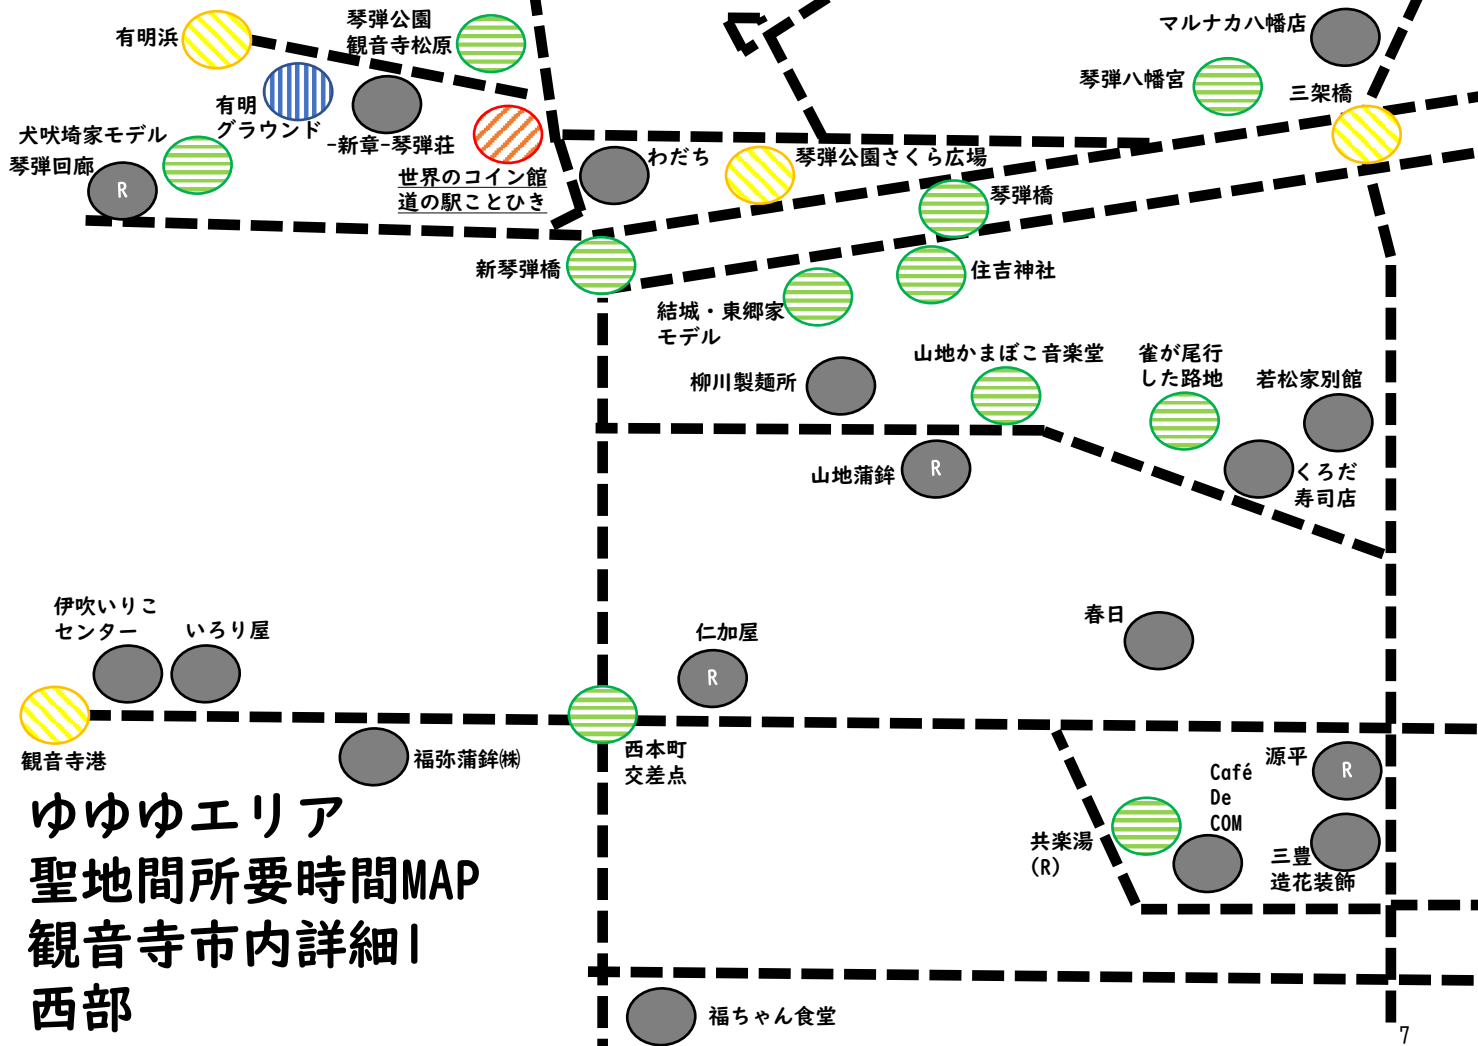 有明浜
琴弾公園
観音寺松原
マルナカ八幡店
琴弾八幡宮
三架橋
有明
グラウンド
-新章-琴弾荘
犬吠埼家モデル
琴弾回廊
R
世界のコイン館
道の駅ことひき
わだち
琴弾公園さくら広場
琴弾橋
新琴弾橋
住吉神社
結城・東郷家
モデル
山地かまぼこ音楽堂
雀が尾行
した路地
若松家別館
柳川製麺所
山地蒲鉾
R
くろだ
寿司店
伊吹いりこ
センター
いろり屋
仁加屋
R
春日
観音寺港
福弥蒲鉾㈱
西本町
交差点
源平
R
Café
De
COM
共楽湯
(R)
三豊
造花装飾
ゆゆゆエリア
聖地間所要時間MAP
観音寺市内詳細1
西部
福ちゃん食堂
7